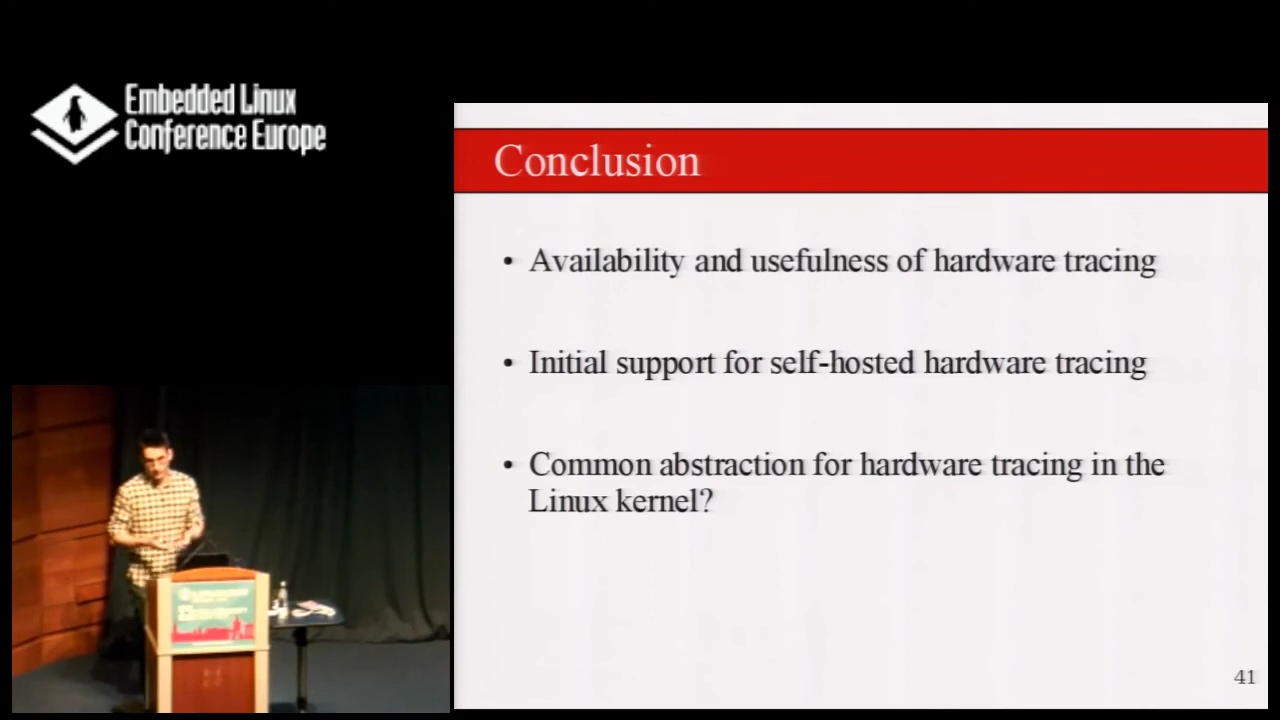 Embedded Linux
Conference Europe
Conclusion
• Availability and usefulness of hardware tracing
• Initial support for self-hosted hardware tracing
• Common abstraction for hardware tracing in the
Linux kernel?
41